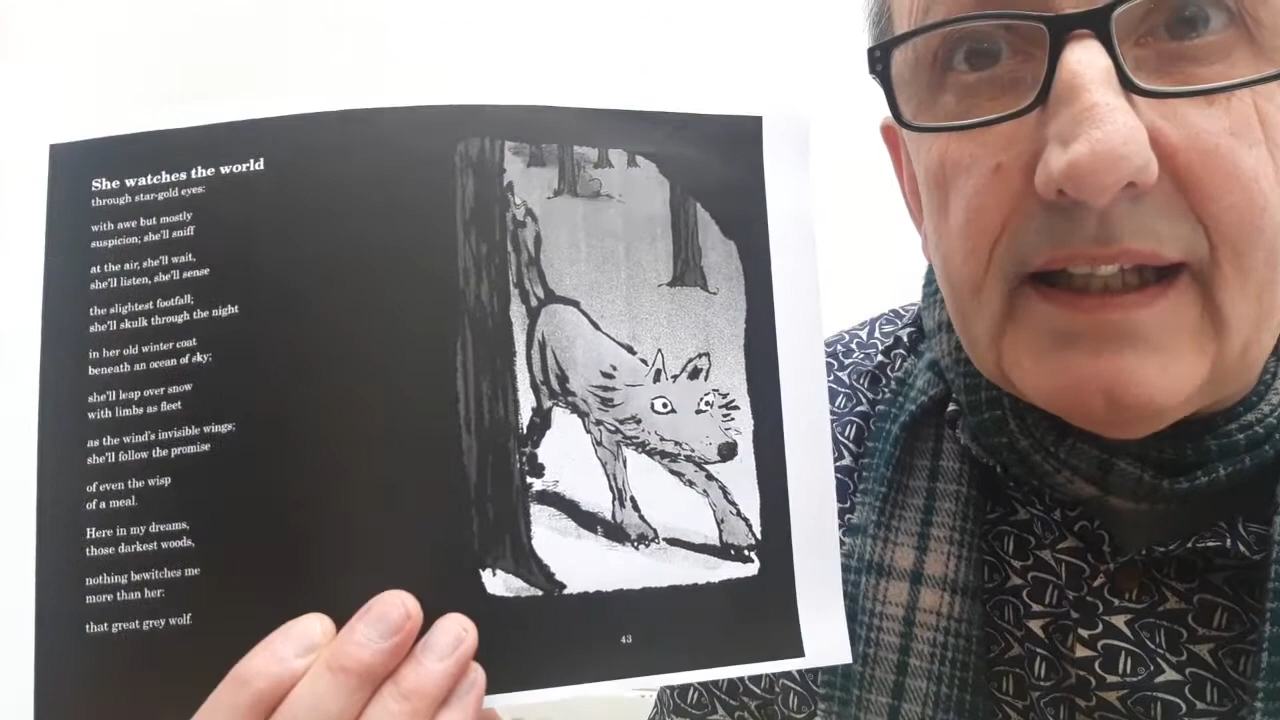 She watches the world
through star-gold eyes:
with awe but mostly
suspicion; she'll sniff
at the air, she'll wait,
she'll listen, she'll sense
the slightest footfall;
she'll skulk through the night
in her old winter coat
beneath an ocean of sky;
she'll leap over snow
with limbs as fleet
as the wind's invisible wings;
she'll follow the promise
of even the wisp
of a meal.
Here in my dreams,
those darkest woods,
nothing bewitches me
more than her:
that great grey wolf.
43